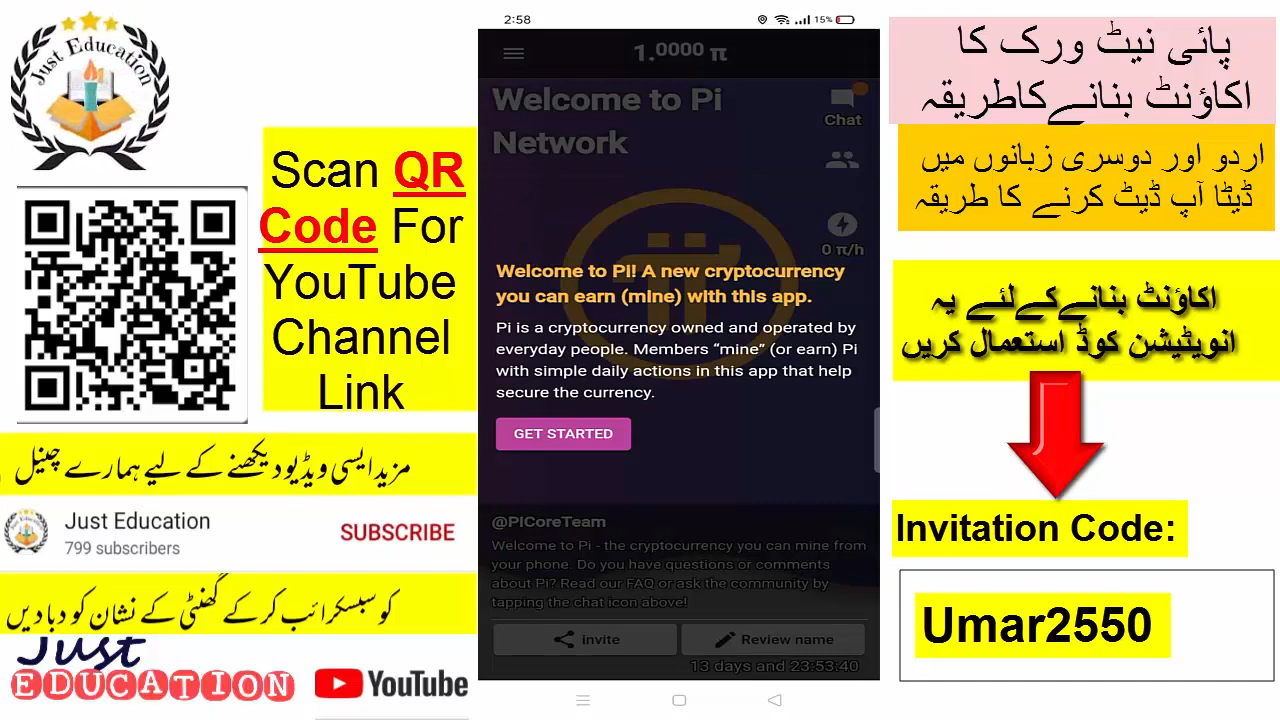 Just Education
Scan QR
Code For
YouTube
Channel
Link
مزید ایسی ویڈیو دیکھنے کے لیے ہمارے چینل
Just Education
799 subscribers
SUBSCRIBE
کو سبسکرائب کر کے گھنٹی کے نشان کو دبا دیں
Just
EDUCATION
YouTube
2:58
15%
1.0000 π
Welcome to Pi
Network
Chat
0 π/h
Welcome to Pi! A new cryptocurrency
you can earn (mine) with this app.
Pi is a cryptocurrency owned and operated by
everyday people. Members “mine” (or earn) Pi
with simple daily actions in this app that help
secure the currency.
GET STARTED
@PiCoreTeam
Welcome to Pi - the cryptocurrency you can mine from
your phone. Do you have questions or comments
about Pi? Read our FAQ or ask the community by
tapping the chat icon above!
invite
Review name
13 days and 23:53:40
پائی نیٹ ورک کا
اکاؤنٹ بنانےکاطریقہ
اردو اور دوسری زبانوں میں
ڈیٹا آپ ڈیٹ کرنے کا طریقہ
اکاؤنٹ بنانےکےلئے یہ
انویٹیشن کوڈ استعمال کریں
Invitation Code:
Umar2550